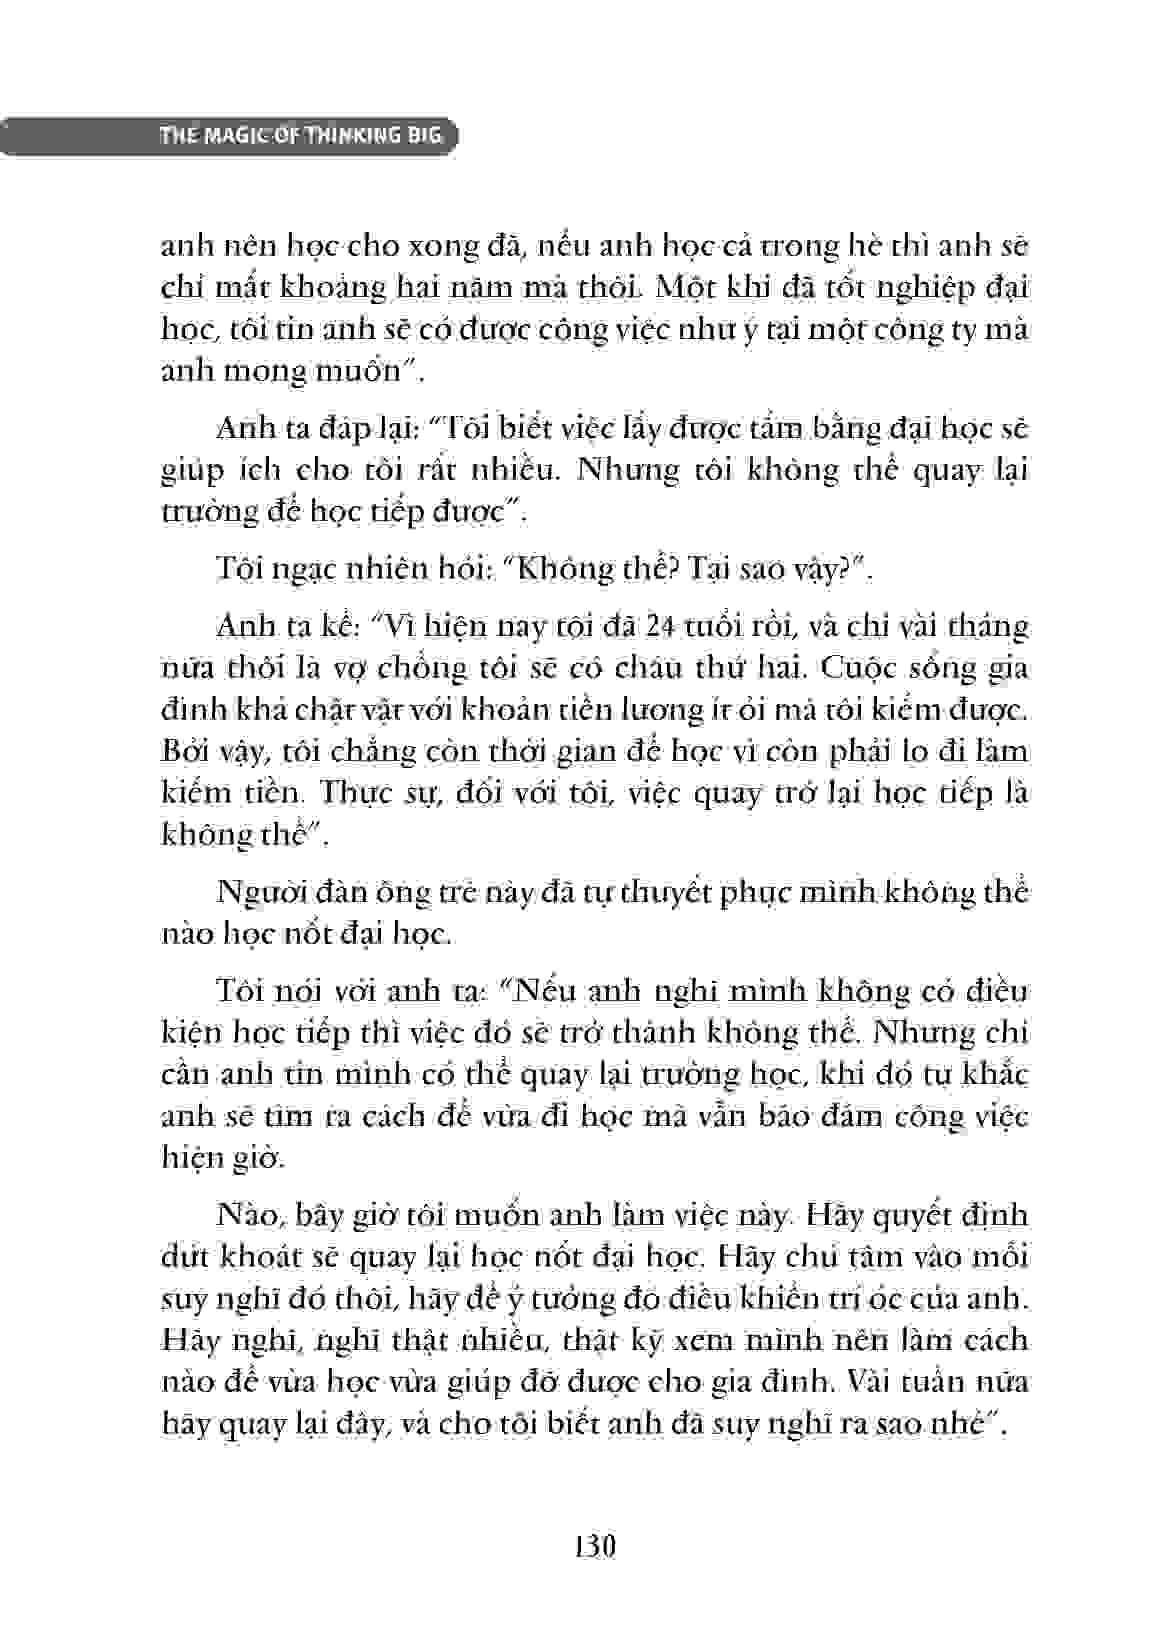 THE MAGIC OF THINKING BIG
anh nên học cho xong đã, nếu anh học cả trong hè thì anh sẽ
chỉ mất khoảng hai năm mà thôi. Một khi đã tốt nghiệp đại
học, tôi tin anh sẽ có được công việc như ý tại một công ty mà
anh mong muốn”.
Anh ta đáp lại: “Tôi biết việc lấy được tấm bằng đại học sẽ
giúp ích cho tôi rất nhiều. Nhưng tôi không thể quay lại
trường để học tiếp được”.
Tôi ngạc nhiên hỏi: “Không thể? Tại sao vậy?”.
Anh ta kể: “Vì hiện nay tôi đã 24 tuổi rồi, và chỉ vài tháng
nữa thôi là vợ chồng tôi sẽ có cháu thứ hai. Cuộc sống gia
đình khá chật vật với khoản tiền lương ít ỏi mà tôi kiếm được.
Bởi vậy, tôi chẳng còn thời gian để học vì còn phải lo đi làm
kiếm tiền. Thực sự, đối với tôi, việc quay trở lại học tiếp là
không thể”.
Người đàn ông trẻ này đã tự thuyết phục mình không thể
nào học nốt đại học.
Tôi nói với anh ta: “Nếu anh nghĩ mình không có điều
kiện học tiếp thì việc đó sẽ trở thành không thể. Nhưng chỉ
cần anh tin mình có thể quay lại trường học, khi đó tự khắc
anh sẽ tìm ra cách để vừa đi học mà vẫn bảo đảm công việc
hiện giờ.
Nào, bây giờ tôi muốn anh làm việc này. Hãy quyết định
dứt khoát sẽ quay lại học nốt đại học. Hãy chú tâm vào mỗi
suy nghĩ đó thôi, hãy để ý tưởng đó điều khiển trí óc của anh.
Hãy nghĩ, nghĩ thật nhiều, thật kỹ xem mình nên làm cách
nào để vừa học vừa giúp đỡ được cho gia đình. Vài tuần nữa
hãy quay lại đây, và cho tôi biết anh đã suy nghĩ ra sao nhé”.
130